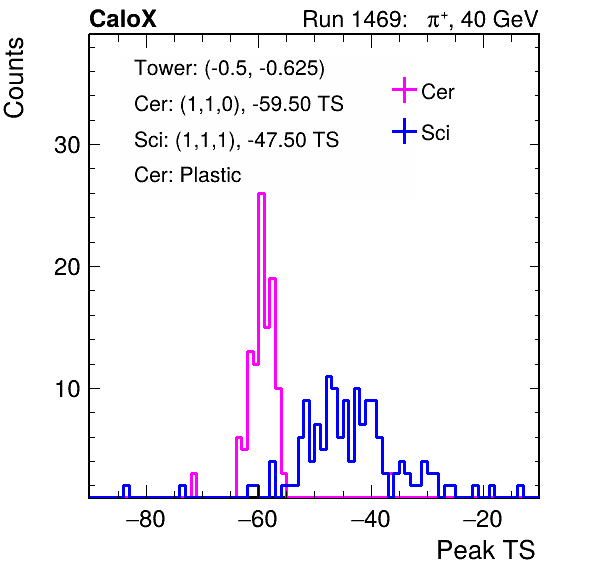 CaloX Run 1469: π⁺, 40 GeV
Tower: (-0.5, -0.625)
Cer: (1,1,0), -59.50 TS
Sci: (1,1,1), -47.50 TS
Cer: Plastic
Cer
Sci
Counts
30
20
10
−80 −60 −40 −20
Peak TS